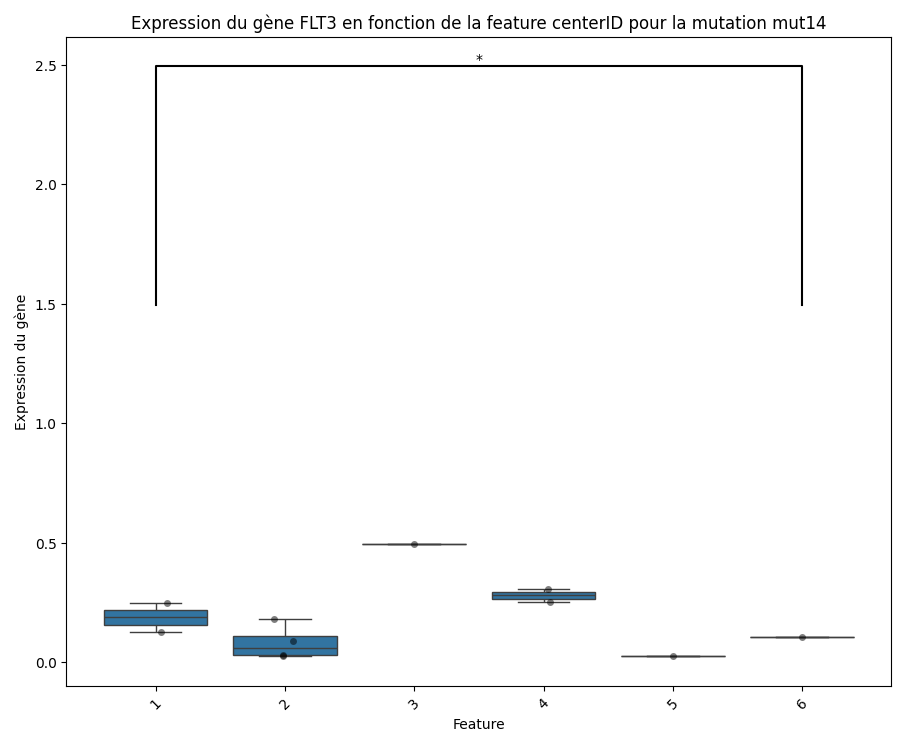 Expression du gène FLT3 en fonction de la feature centerID pour la mutation mut14
*
2.5
2.0
1.5
1.0
0.5
0.0
Expression du gène
1 2 3 4 5 6
Feature